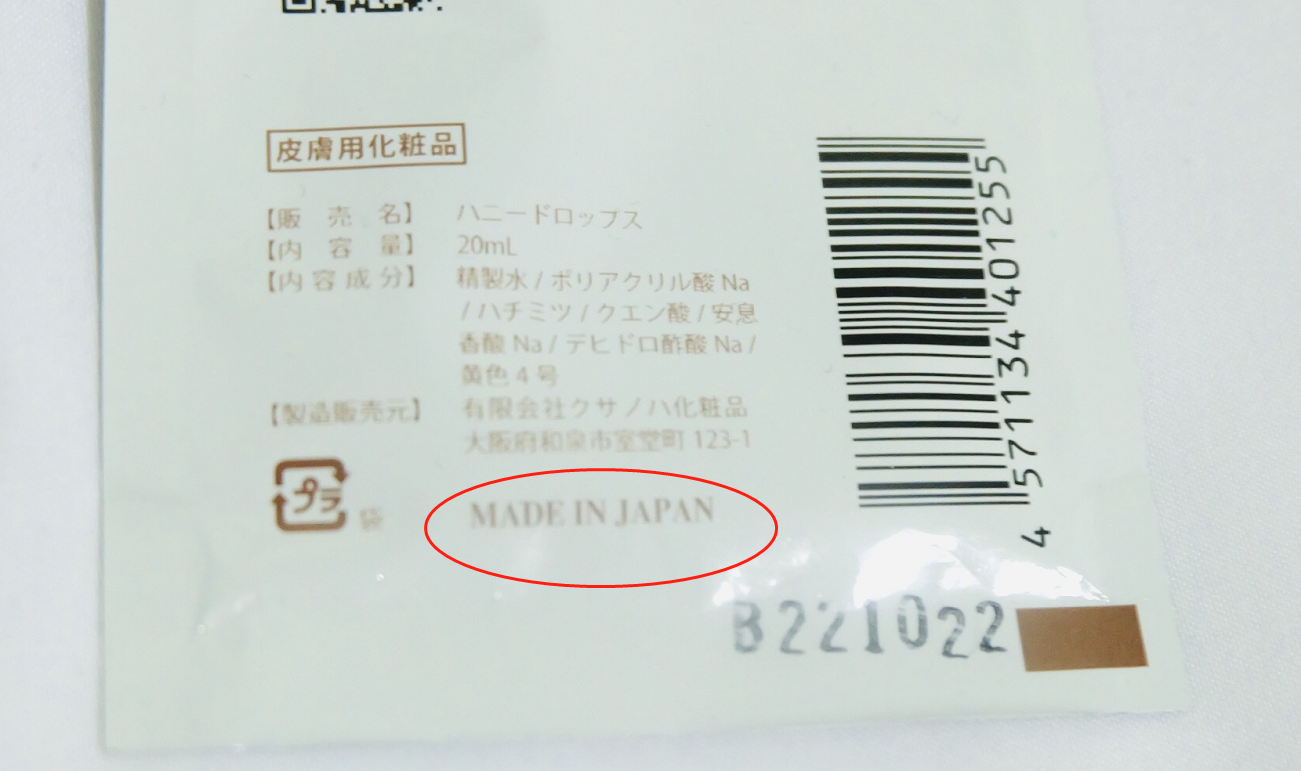 皮膚用化粧品
【販売名】 ハニードロップス
【内容量】 20mL
【内容成分】 精製水 / ポリアクリル酸 Na
/ ハチミツ / クエン酸 / 安息
香酸 Na / デヒドロ酢酸 Na /
黄色 4 号
【製造販売元】 有限会社クサノハ化粧品
大阪府和泉市室堂町 123-1
プラ 袋
MADE IN JAPAN
4 571134 401255
B221022